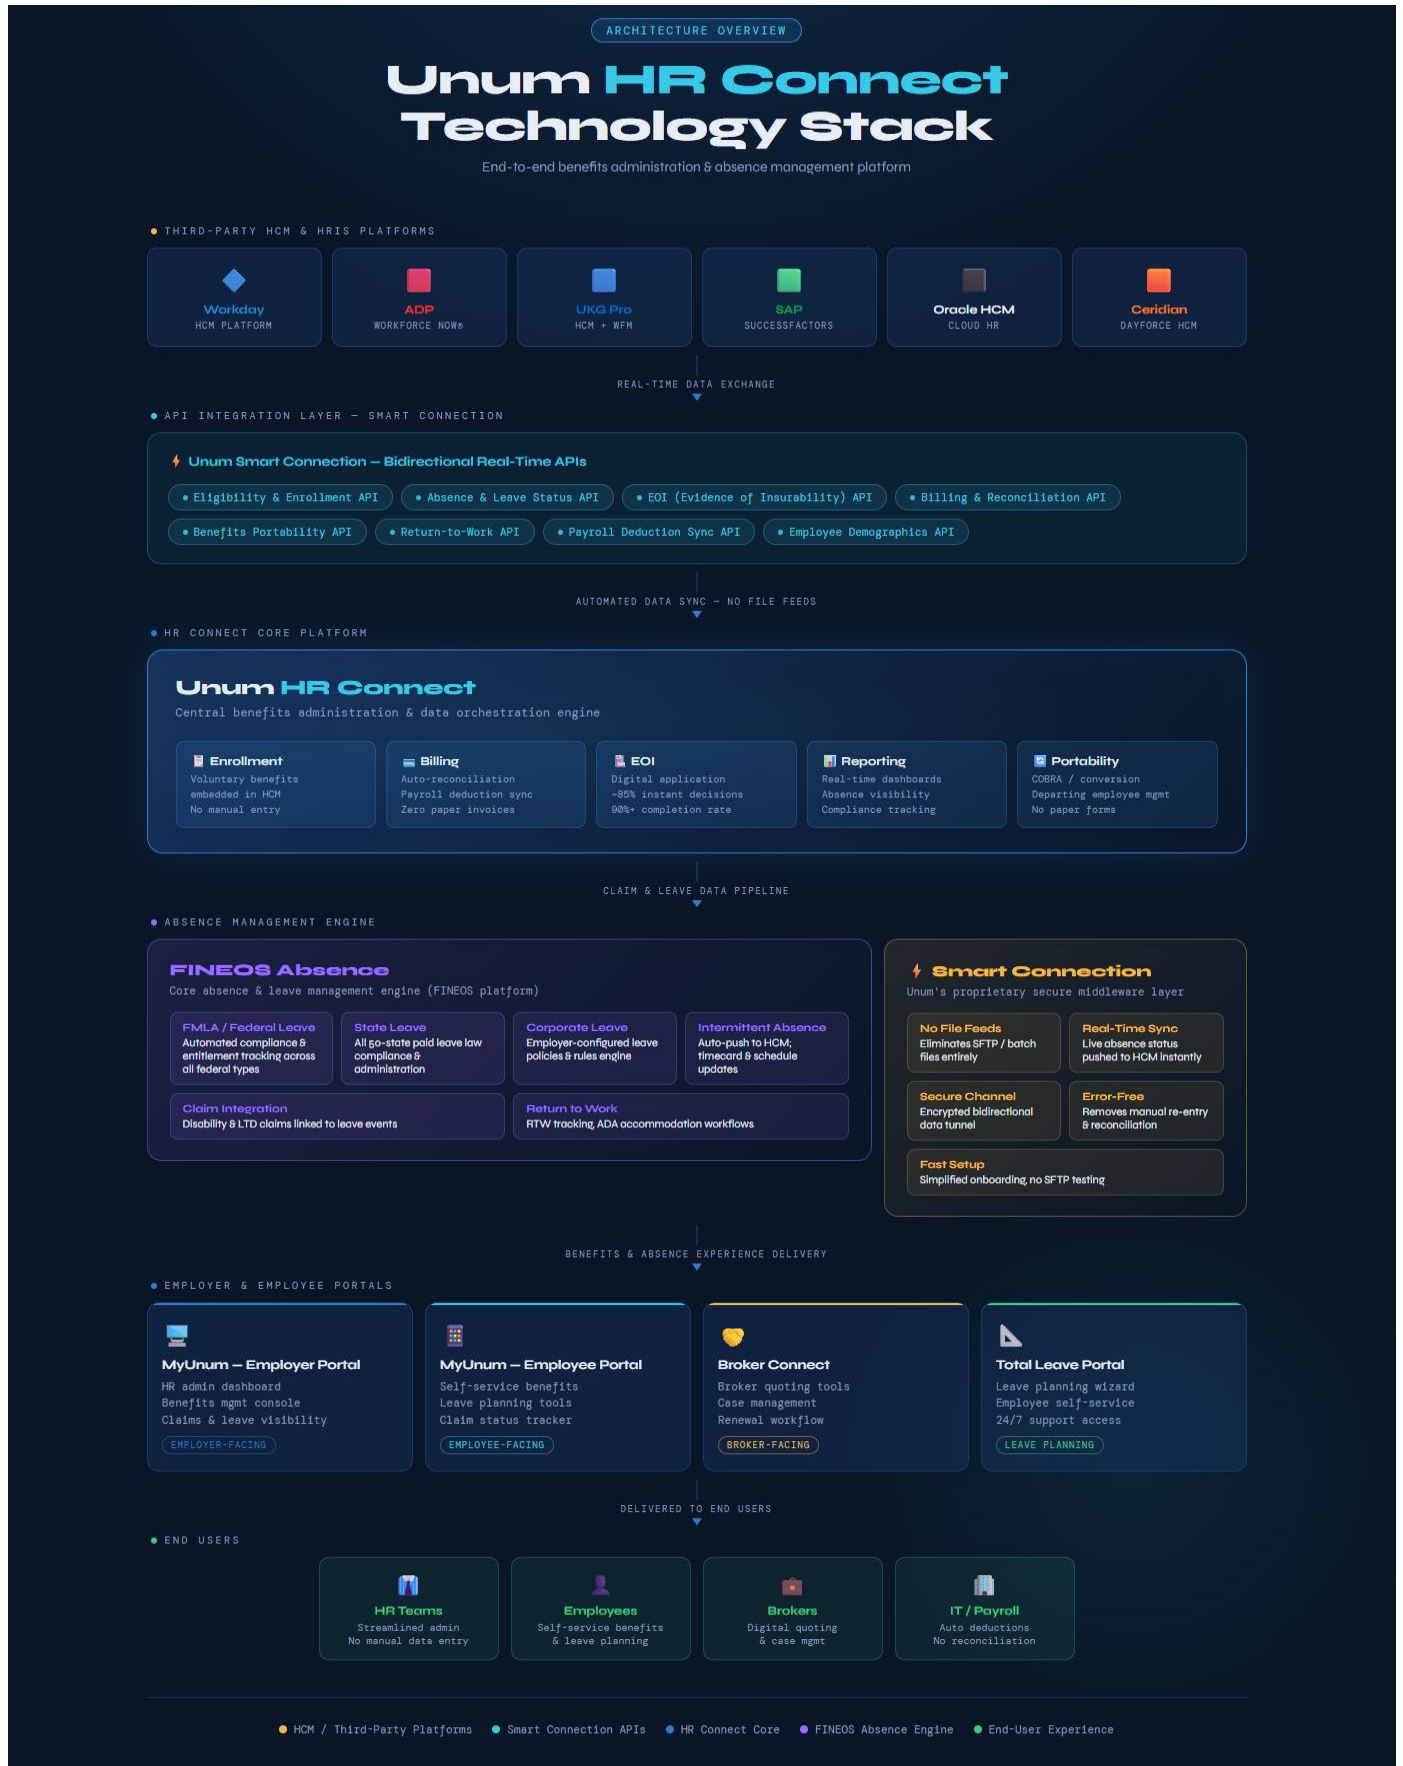 ARCHITECTURE OVERVIEW
Unum HR Connect
Technology Stack
End-to-end benefits administration & absence management platform
THIRD-PARTY HCM & HRIS PLATFORMS
Workday
HCM PLATFORM
ADP
WORKFORCE NOW®
UKG Pro
HCM + WFM
SAP
SUCCESSFACTORS
Oracle HCM
CLOUD HR
Ceridian
DAYFORCE HCM
REAL-TIME DATA EXCHANGE
API INTEGRATION LAYER — SMART CONNECTION
Unum Smart Connection — Bidirectional Real-Time APIs
Eligibility & Enrollment API
Absence & Leave Status API
EOI (Evidence of Insurability) API
Billing & Reconciliation API
Benefits Portability API
Return-to-Work API
Payroll Deduction Sync API
Employee Demographics API
AUTOMATED DATA SYNC — NO FILE FEEDS
HR CONNECT CORE PLATFORM
Unum HR Connect
Central benefits administration & data orchestration engine
Enrollment
Voluntary benefits
embedded in HCM
No manual entry
Billing
Auto-reconciliation
Payroll deduction sync
Zero paper invoices
EOI
Digital application
~85% instant decisions
90%+ completion rate
Reporting
Real-time dashboards
Absence visibility
Compliance tracking
Portability
COBRA / conversion
Departing employee mgmt
No paper forms
CLAIM & LEAVE DATA PIPELINE
ABSENCE MANAGEMENT ENGINE
FINEOS Absence
Core absence & leave management engine (FINEOS platform)
FMLA / Federal Leave
Automated compliance &
entitlement tracking across
all federal types
State Leave
All 50-state paid leave law
compliance &
administration
Corporate Leave
Employer-configured leave
policies & rules engine
Intermittent Absence
Auto-push to HCM;
timecard & schedule
updates
Claim Integration
Disability & LTD claims linked to leave events
Return to Work
RTW tracking, ADA accommodation workflows
Smart Connection
Unum's proprietary secure middleware layer
No File Feeds
Eliminates SFTP / batch
files entirely
Real-Time Sync
Live absence status
pushed to HCM instantly
Secure Channel
Encrypted bidirectional
data tunnel
Error-Free
Removes manual re-entry
& reconciliation
Fast Setup
Simplified onboarding, no SFTP testing
BENEFITS & ABSENCE EXPERIENCE DELIVERY
EMPLOYER & EMPLOYEE PORTALS
MyUnum — Employer Portal
HR admin dashboard
Benefits mgmt console
Claims & leave visibility
EMPLOYER-FACING
MyUnum — Employee Portal
Self-service benefits
Leave planning tools
Claim status tracker
EMPLOYEE-FACING
Broker Connect
Broker quoting tools
Case management
Renewal workflow
BROKER-FACING
Total Leave Portal
Leave planning wizard
Employee self-service
24/7 support access
LEAVE PLANNING
DELIVERED TO END USERS
END USERS
HR Teams
Streamlined admin
No manual data entry
Employees
Self-service benefits
& leave planning
Brokers
Digital quoting
& case mgmt
IT / Payroll
Auto deductions
No reconciliation
HCM / Third-Party Platforms
Smart Connection APIs
HR Connect Core
FINEOS Absence Engine
End-User Experience